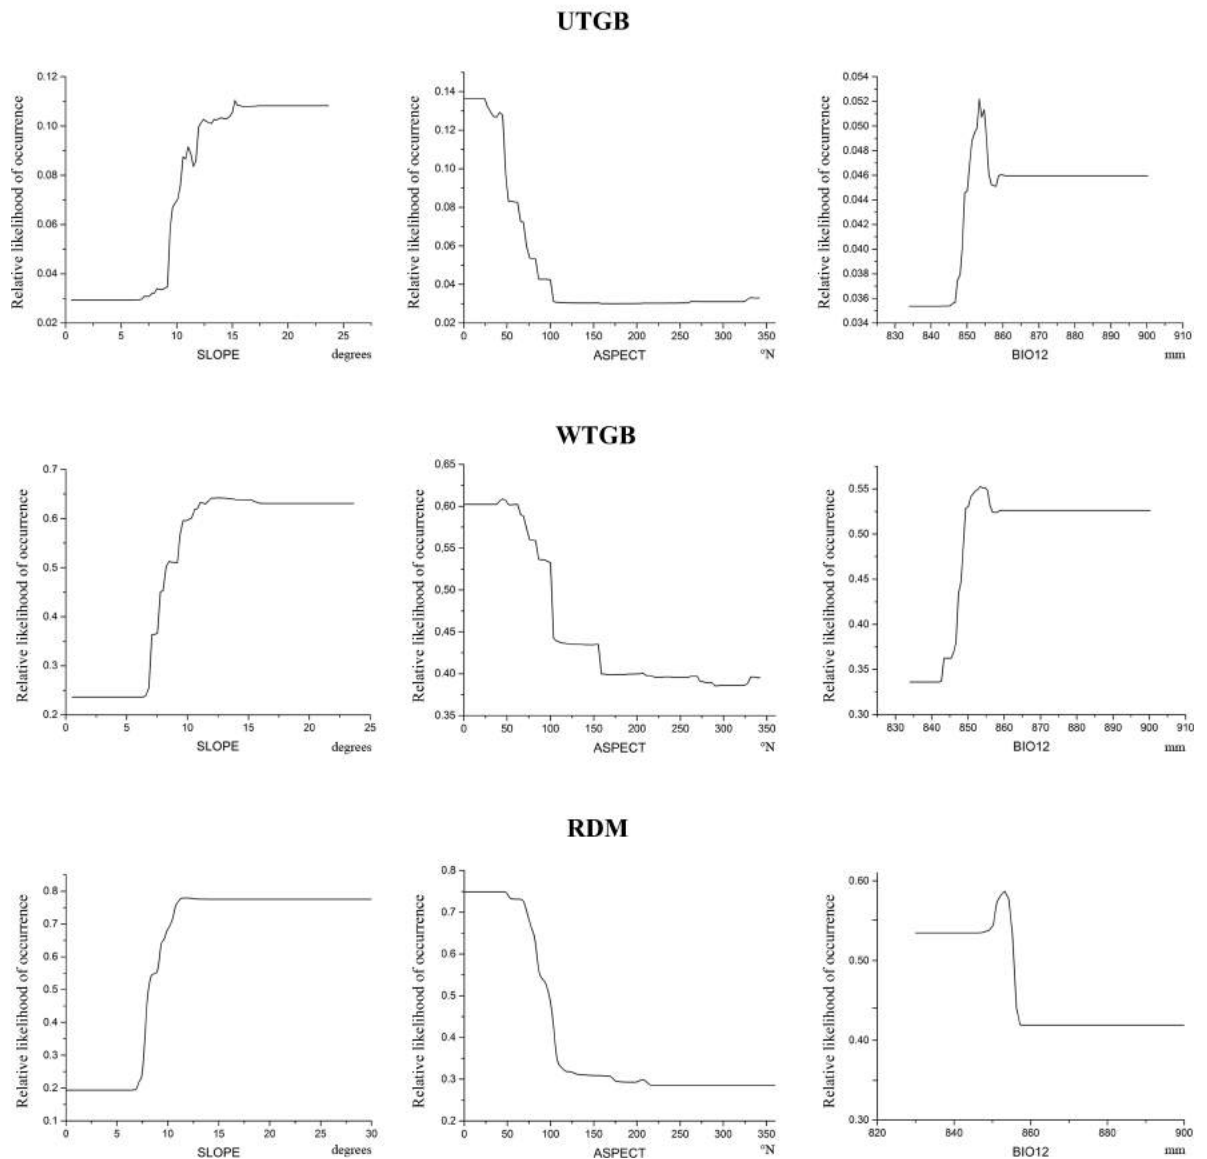 UTGB
Relative likelihood of occurrence
0.12
0.10
0.08
0.06
0.04
0.02
0 5 10 15 20 25
SLOPE degrees
Relative likelihood of occurrence
0.14
0.12
0.10
0.08
0.06
0.04
0.02
0 50 100 150 200 250 300 350
ASPECT °N
Relative likelihood of occurrence
0.054
0.052
0.050
0.048
0.046
0.044
0.042
0.040
0.038
0.036
0.034
830 840 850 860 870 880 890 900 910
BIO12 mm
WTGB
Relative likelihood of occurrence
0.7
0.6
0.5
0.4
0.3
0.2
0 5 10 15 20 25
SLOPE degrees
Relative likelihood of occurrence
0.65
0.60
0,55
0.50
0.45
0.40
0.35
0 50 100 150 200 250 300 350
ASPECT °N
Relative likelihood of occurrence
0.55
0.50
0.45
0.40
0.35
0.30
830 840 850 860 870 880 890 900 910
BIO12 mm
RDM
Relative likelihood of occurrence
0.8
0.7
0.6
0.5
0.4
0.3
0.2
0.1
0 5 10 15 20 25 30
SLOPE degrees
Relative likelihood of occurrence
0.8
0.7
0.6
0.5
0.4
0.3
0.2
0 50 100 150 200 250 300 350
ASPECT °N
Relative likelihood of occurrence
0.60
0.50
0.40
0.30
820 840 860 880 900
BIO12 mm